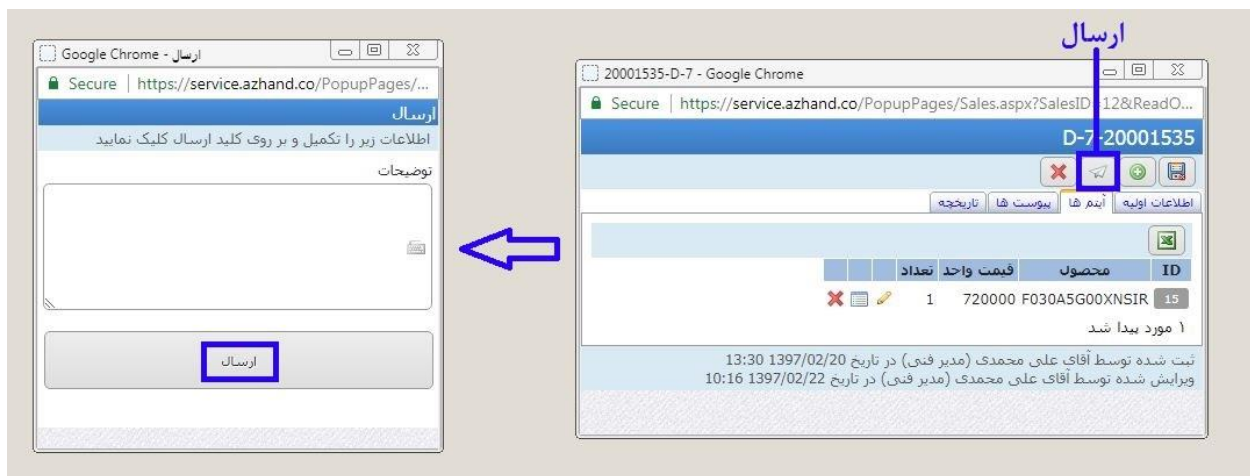 ارسال
20001535-D-7 - Google Chrome
Secure | https://service.azhand.co/PopupPages/Sales.aspx?SalesID=12&ReadO...
D-7-20001535
اطلاعات اولیه آیتم ها پیوست ها تاریخچه
ID محصول قیمت واحد تعداد
15 F030A5G00XNSIR 720000 1
۱ مورد پیدا شد
ثبت شده توسط آقای علی محمدی (مدیر فنی) در تاریخ 1397/02/20 13:30
ویرایش شده توسط آقای علی محمدی (مدیر فنی) در تاریخ 1397/02/22 10:16
ارسال - Google Chrome
Secure | https://service.azhand.co/PopupPages/...
ارسال
اطلاعات زیر را تکمیل و بر روی کلید ارسال کلیک نمایید
توضیحات
ارسال